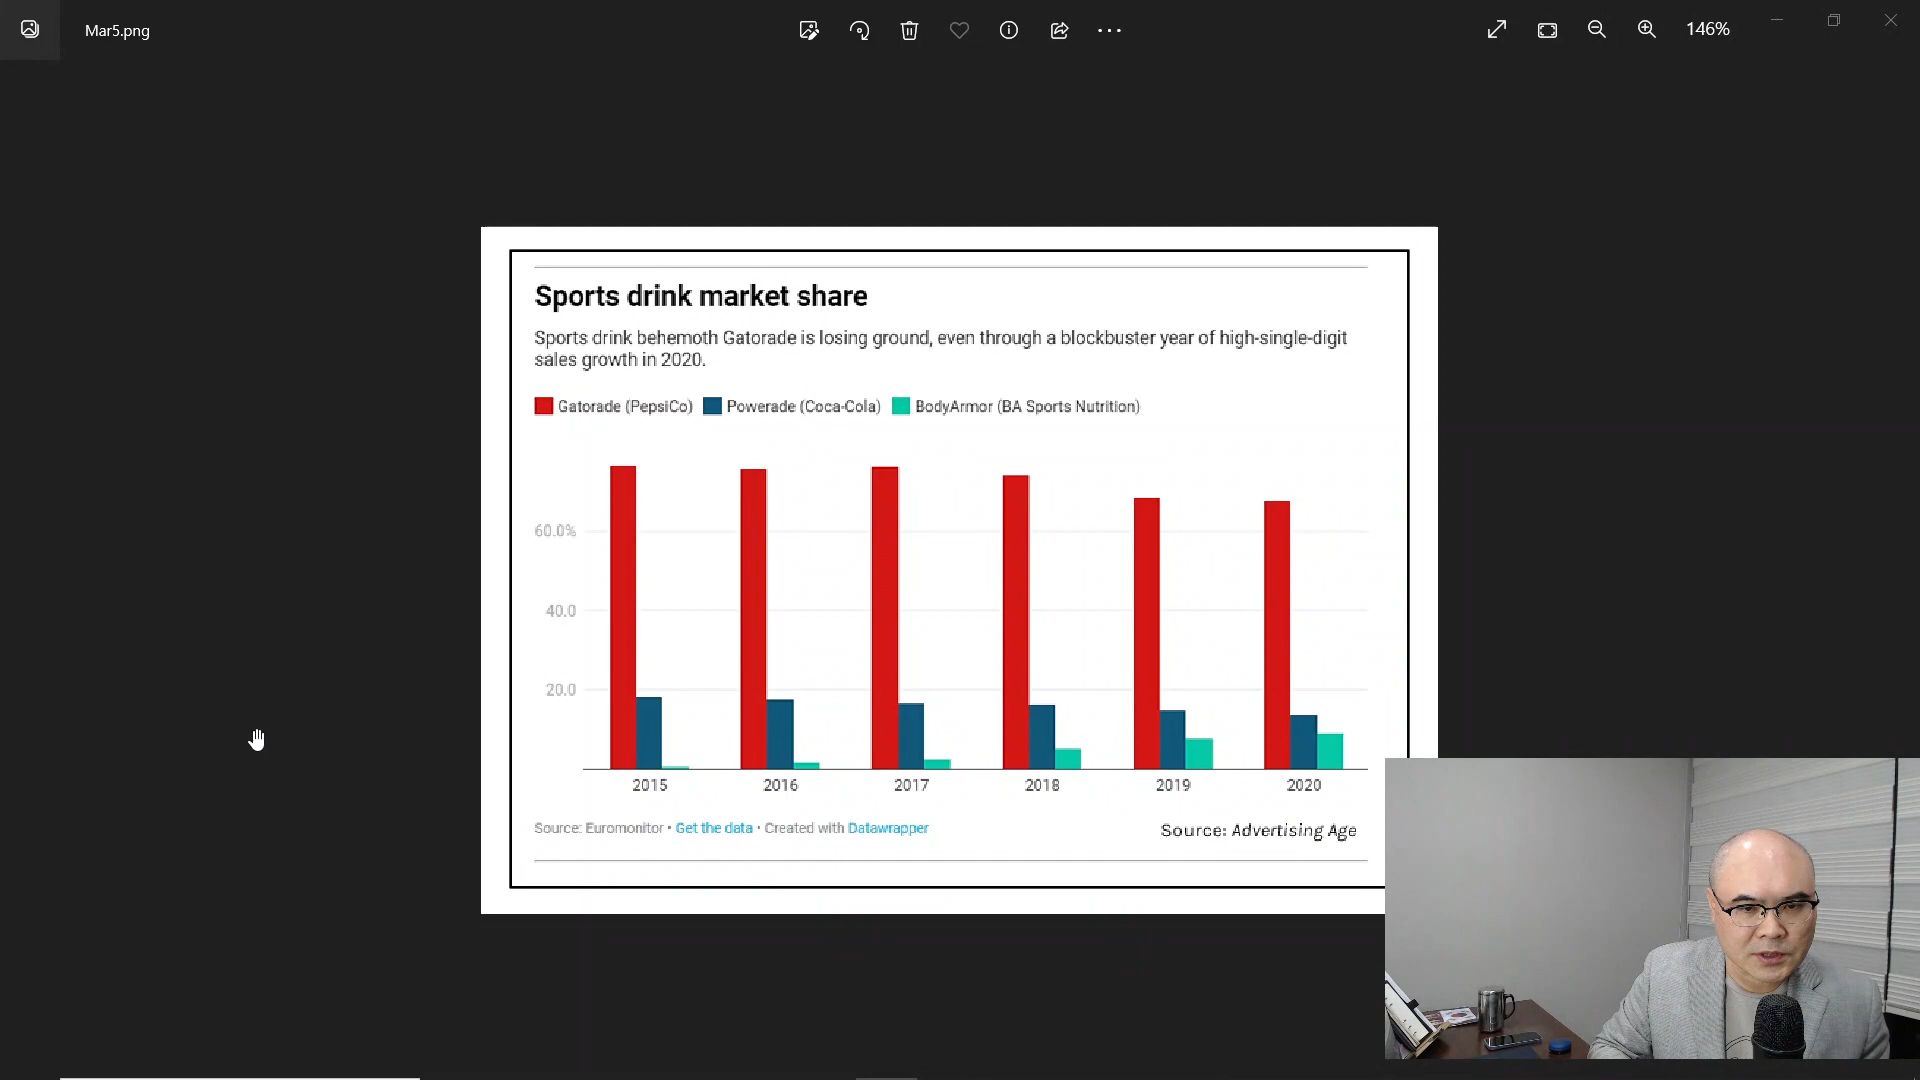 Mar5.png
146%
Sports drink market share
Sports drink behemoth Gatorade is losing ground, even through a blockbuster year of high-single-digit
sales growth in 2020.
Gatorade (PepsiCo) Powerade (Coca-Cola) BodyArmor (BA Sports Nutrition)
60.0%
40.0
20.0
2015 2016 2017 2018 2019 2020
Source: Euromonitor • Get the data • Created with Datawrapper
Source: Advertising Age